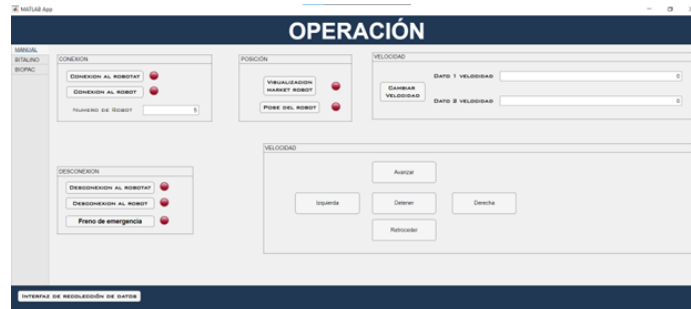 MATLAB App
OPERACIÓN
MANUAL
BITALINO
BIOPAC
CONEXION
CONEXION AL ROBOTAT
CONEXION AL ROBOT
NUMERO DE ROBOT 5
POSICIÓN
VISUALIZACION
MARKET ROBOT
POSE DEL ROBOT
VELOCIDAD
CAMBIAR
VELOCIDAD
DATO 1 VELOCIDAD 0
DATO 2 VELOCIDAD 0
DESCONEXION
DESCONEXION AL ROBOTAT
DESCONEXION AL ROBOT
Freno de emergencia
VELOCIDAD
Avanzar
Izquierda Detener Derecha
Retroceder
INTERFAZ DE RECOLECCIÓN DE DATOS